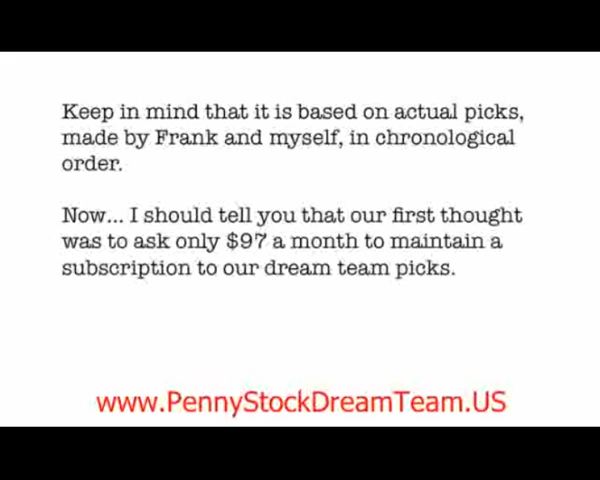 Keep in mind that it is based on actual picks,
made by Frank and myself, in chronological
order.
Now... I should tell you that our first thought
was to ask only $97 a month to maintain a
subscription to our dream team picks.
www.PennyStockDreamTeam.US